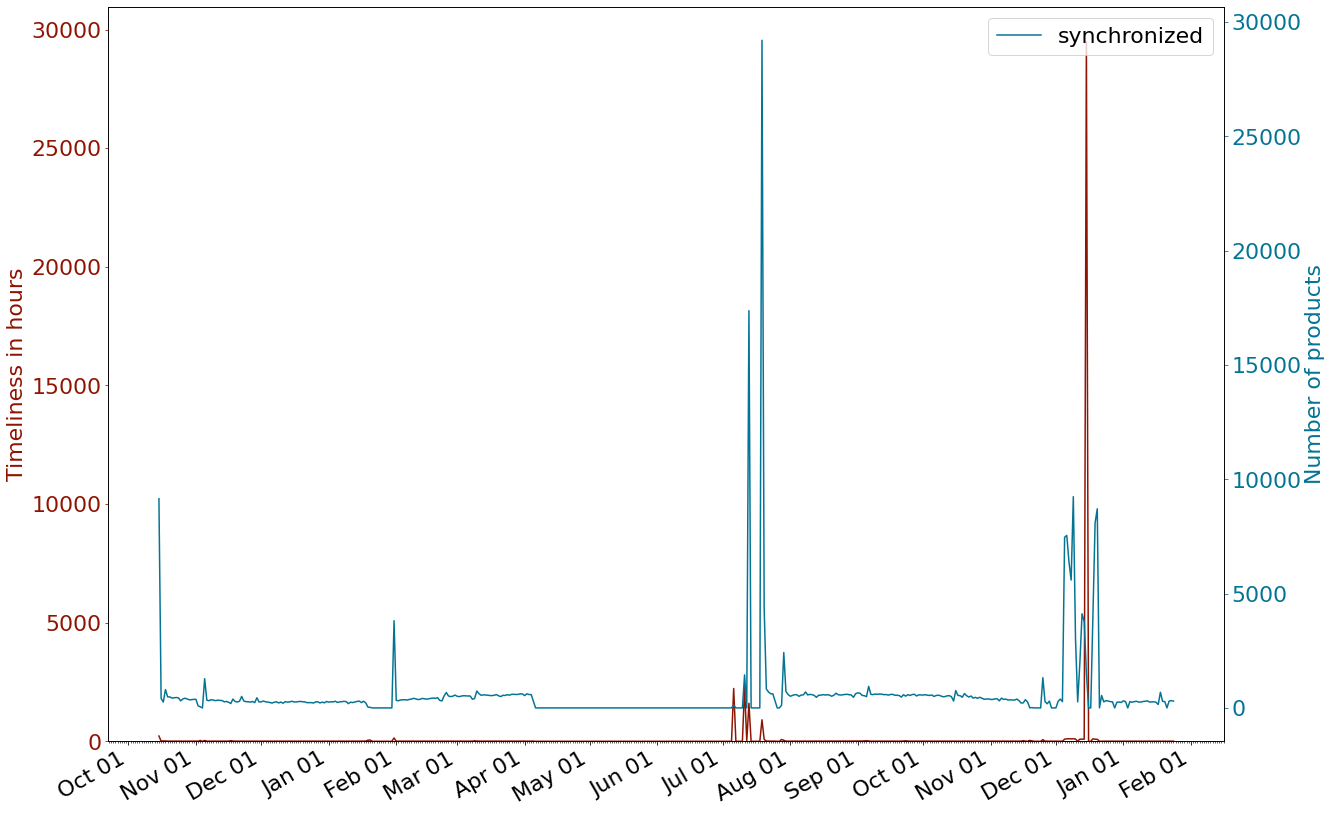 synchronized
Timeliness in hours
30000
25000
20000
15000
10000
5000
0
Number of products
30000
25000
20000
15000
10000
5000
0
Oct 01
Nov 01
Dec 01
Jan 01
Feb 01
Mar 01
Apr 01
May 01
Jun 01
Jul 01
Aug 01
Sep 01
Oct 01
Nov 01
Dec 01
Jan 01
Feb 01